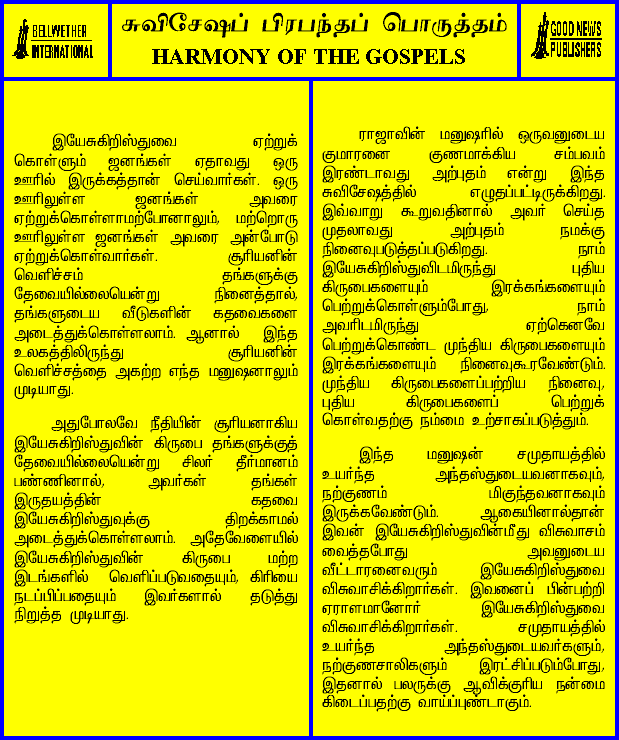 BELLWETHER
INTERNATIONAL
சுவிசேஷப் பிரபந்தப் பொருத்தம்
HARMONY OF THE GOSPELS
GOOD NEWS
PUBLISHERS
இயேசுகிறிஸ்துவை ஏற்றுக்
கொள்ளும் ஜனங்கள் ஏதாவது ஒரு
ஊரில் இருக்கத்தான் செய்வார்கள். ஒரு
ஊரிலுள்ள ஜனங்கள் அவரை
ஏற்றுக்கொள்ளாமற்போனாலும், மற்றொரு
ஊரிலுள்ள ஜனங்கள் அவரை அன்போடு
ஏற்றுக்கொள்வார்கள். சூரியனின்
வெளிச்சம் தங்களுக்கு
தேவையில்லையென்று நினைத்தால்,
தங்களுடைய வீடுகளின் கதவைகளை
அடைத்துக்கொள்ளலாம். ஆனால் இந்த
உலகத்திலிருந்து சூரியனின்
வெளிச்சத்தை அகற்ற எந்த மனுஷனாலும்
முடியாது.
அதுபோலவே நீதியின் சூரியனாகிய
இயேசுகிறிஸ்துவின் கிருபை தங்களுக்குத்
தேவையில்லையென்று சிலர் தீர்மானம்
பண்ணினால், அவர்கள் தங்கள்
இருதயத்தின் கதவை
இயேசுகிறிஸ்துவுக்கு திறக்காமல்
அடைத்துக்கொள்ளலாம். அதேவேளையில்
இயேசுகிறிஸ்துவின் கிருபை மற்ற
இடங்களில் வெளிப்படுவதையும், கிரியை
நடப்பிப்பதையும் இவர்களால் தடுத்து
நிறுத்த முடியாது.
ராஜாவின் மனுஷரில் ஒருவனுடைய
குமாரனை குணமாக்கிய சம்பவம்
இரண்டாவது அற்புதம் என்று இந்த
சுவிசேஷத்தில் எழுதப்பட்டிருக்கிறது.
இவ்வாறு கூறுவதினால் அவர் செய்த
முதலாவது அற்புதம் நமக்கு
நினைவுபடுத்தப்படுகிறது. நாம்
இயேசுகிறிஸ்துவிடமிருந்து புதிய
கிருபைகளையும் இரக்கங்களையும்
பெற்றுக்கொள்ளும்போது, நாம்
அவரிடமிருந்து ஏற்கெனவே
பெற்றுக்கொண்ட முந்திய கிருபைகளையும்
இரக்கங்களையும் நினைவுகூரவேண்டும்.
முந்திய கிருபைகளைப்பற்றிய நினைவு,
புதிய கிருபைகளைப் பெற்றுக்
கொள்வதற்கு நம்மை உற்சாகப்படுத்தும்.
இந்த மனுஷன் சமுதாயத்தில்
உயர்ந்த அந்தஸ்துடையவனாகவும்,
நற்குணம் மிகுந்தவனாகவும்
இருக்கவேண்டும். ஆகையினால்தான்
இவன் இயேசுகிறிஸ்துவின்மீது விசுவாசம்
வைத்தபோது அவனுடைய
வீட்டாரனைவரும் இயேசுகிறிஸ்துவை
விசுவாசிக்கிறார்கள். இவனைப் பின்பற்றி
ஏராளமானோர் இயேசுகிறிஸ்துவை
விசுவாசிக்கிறார்கள். சமுதாயத்தில்
உயர்ந்த அந்தஸ்துடையவர்களும்,
நற்குணசாலிகளும் இரட்சிப்படும்போது,
இதனால் பலருக்கு ஆவிக்குரிய நன்மை
கிடைப்பதற்கு வாய்ப்புண்டாகும்.